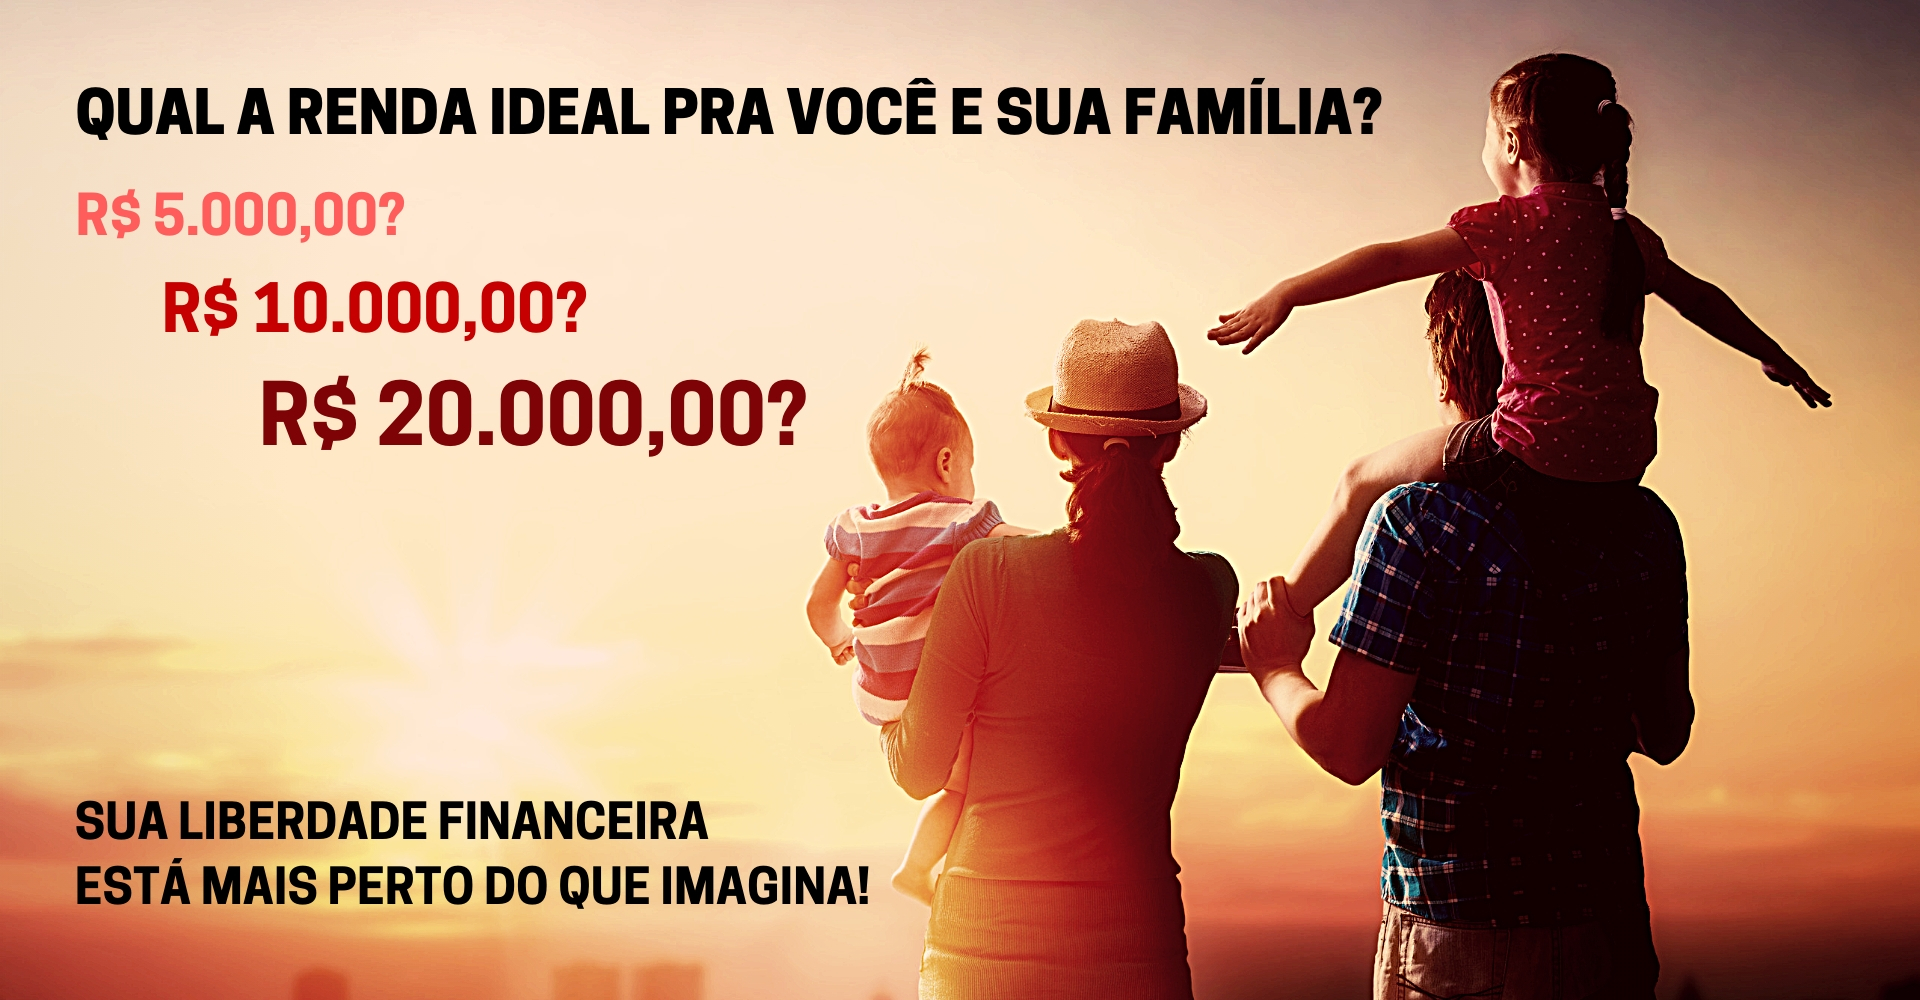 QUAL A RENDA IDEAL PRA VOCÊ E SUA FAMÍLIA?
R$ 5.000,00?
R$ 10.000,00?
R$ 20.000,00?
SUA LIBERDADE FINANCEIRA
ESTÁ MAIS PERTO DO QUE IMAGINA!